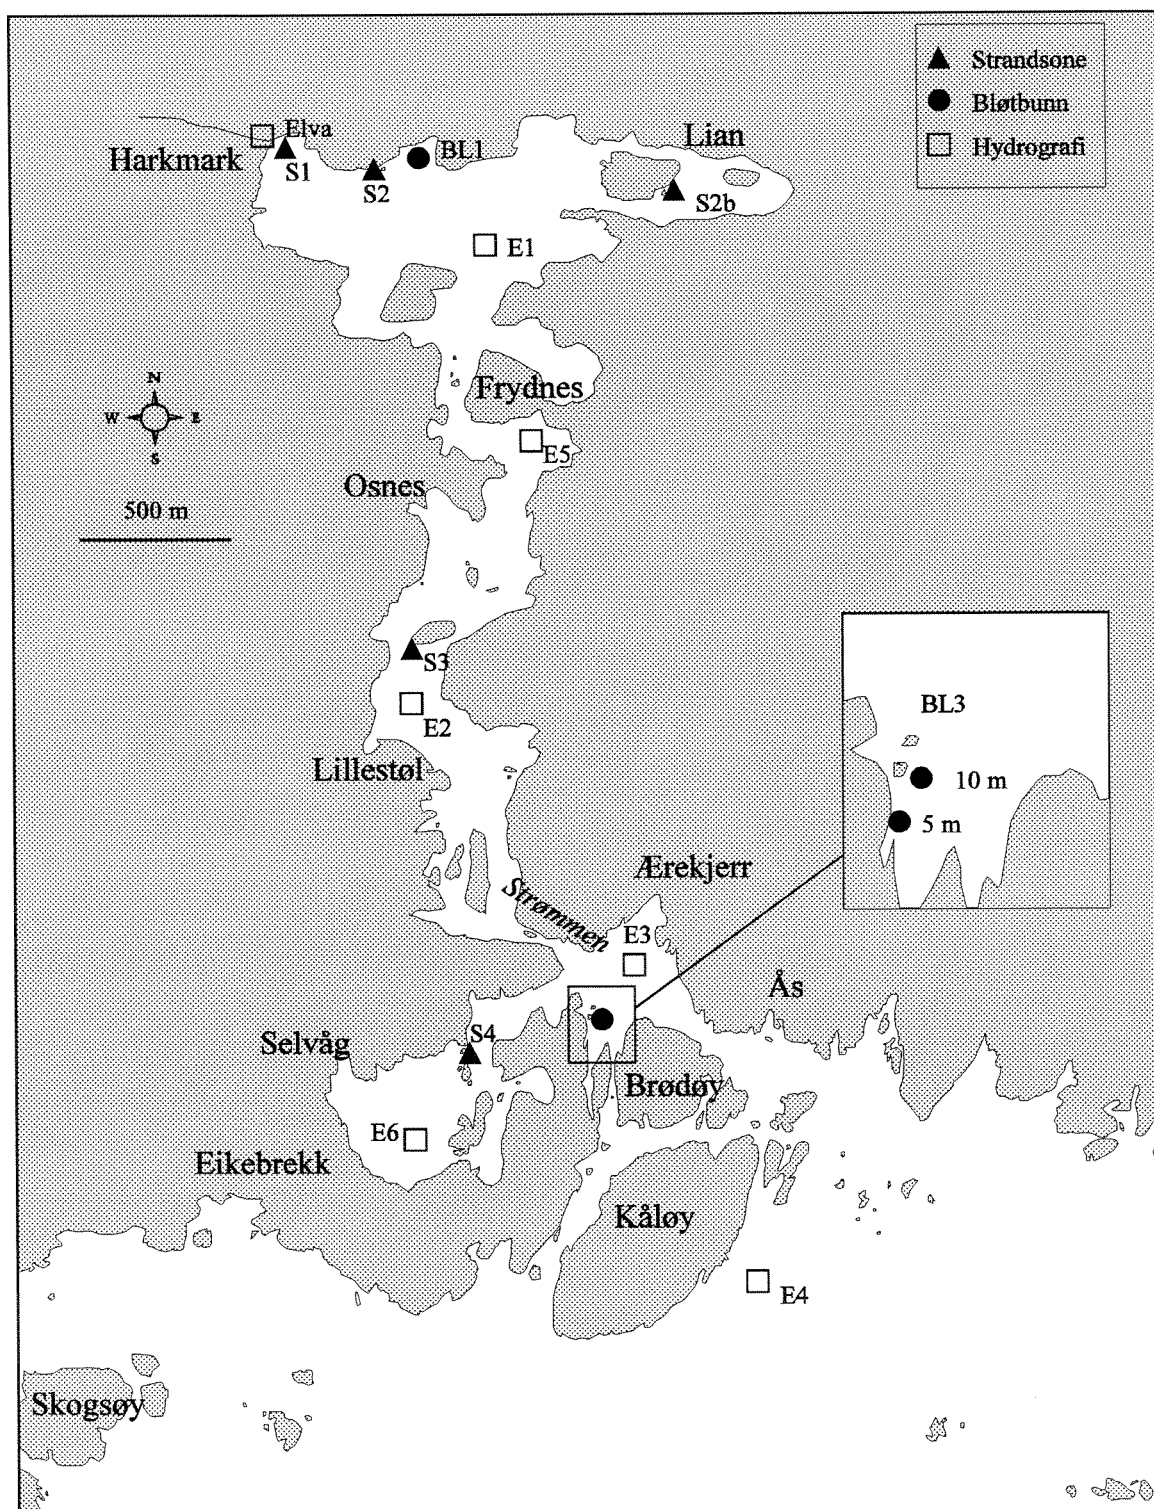 Strandsone
Bløtbunn
Hydrografi
Elva
Harkmark
S1
S2
BL1
Lian
S2b
E1
Frydnes
N
W E
S
E5
Osnes
500 m
S3
E2
Lillestøl
BL3
10 m
5 m
Ærekjerr
Strømmen
E3
Ås
S4
Selvåg
Brødøy
E6
Eikebrekk
Kåløy
E4
Skogsøy